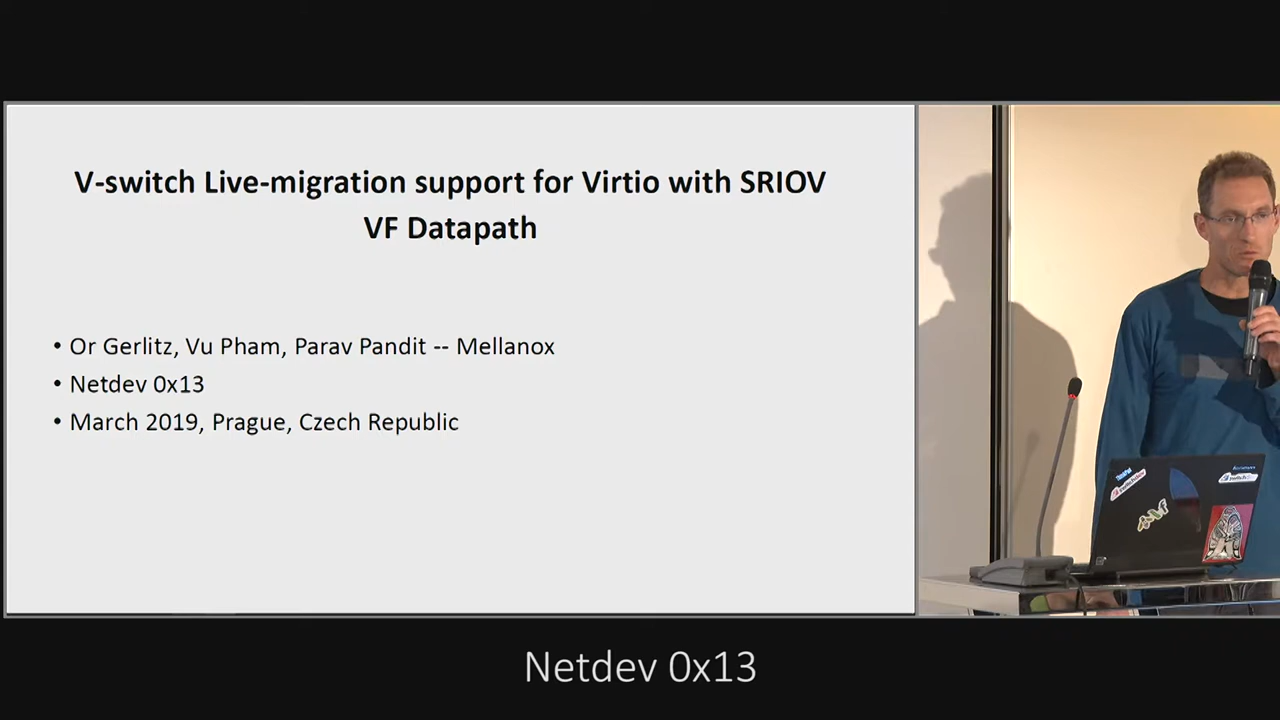 V-switch Live-migration support for Virtio with SRIOV
VF Datapath
• Or Gerlitz, Vu Pham, Parav Pandit -- Mellanox
• Netdev 0x13
• March 2019, Prague, Czech Republic
Netdev 0x13